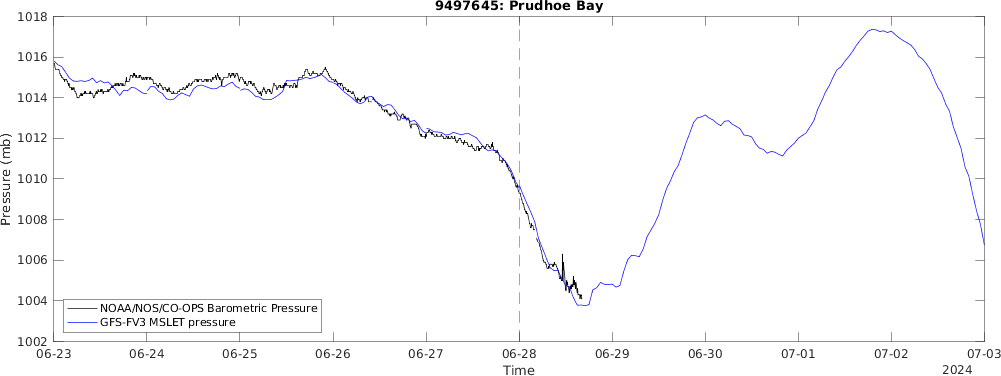 9497645: Prudhoe Bay
1018
1016
1014
1012
1010
1008
1006
1004
1002
Pressure (mb)
NOAA/NOS/CO-OPS Barometric Pressure
GFS-FV3 MSLET pressure
06-23 06-24 06-25 06-26 06-27 06-28 06-29 06-30 07-01 07-02 07-03
Time
2024